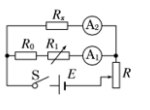 Rₓ A₂
R₀ R₁ A₁
S E R